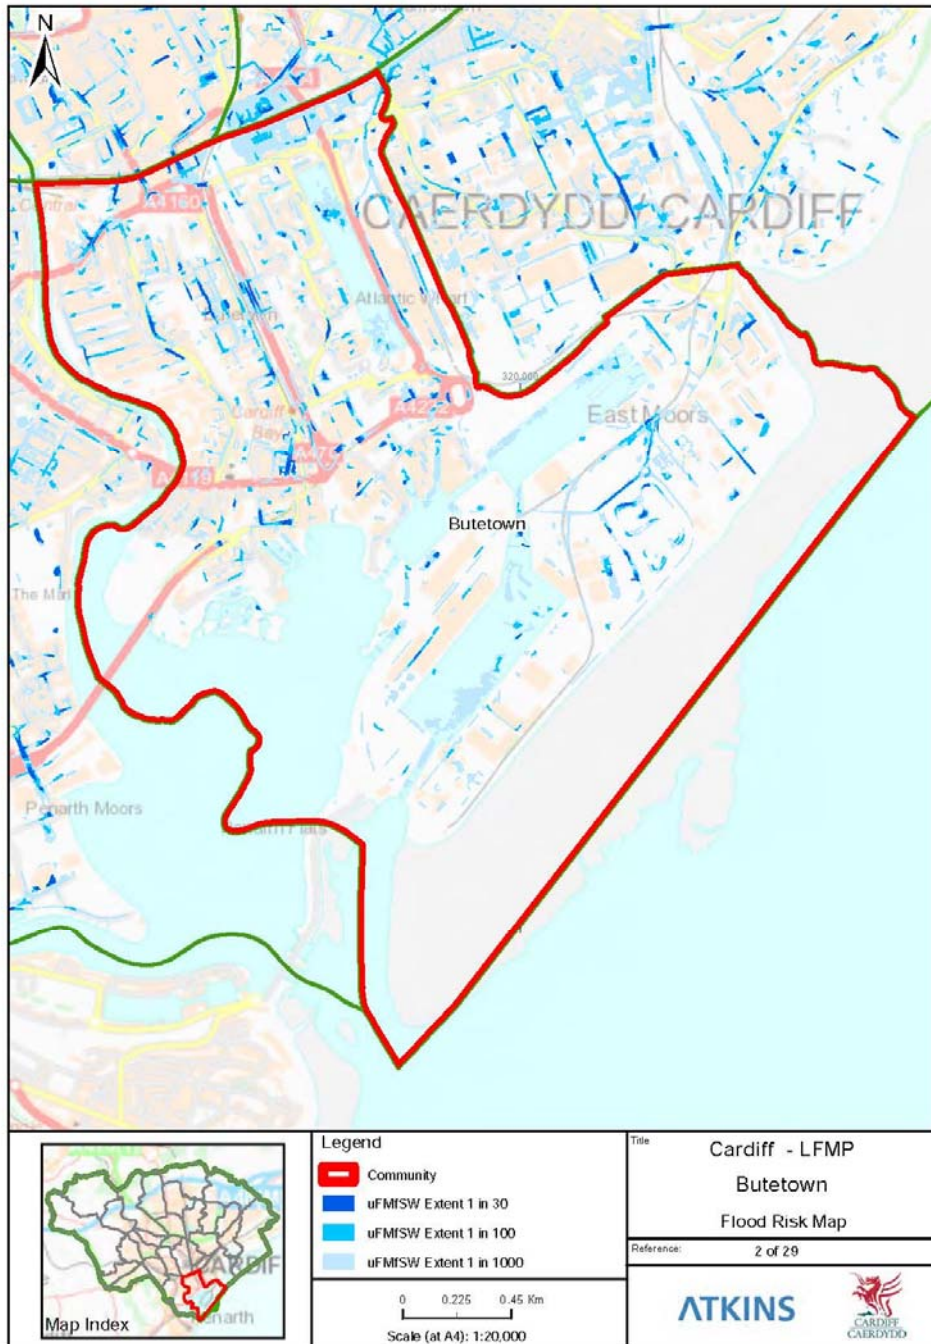 N
CAERDYDD CARDIFF
Central
A4160
Atlantic Wharf
320,000
East Moors
A4232
Cardiff
Bay
Butetown
The Marl
Penarth Moors
Legend
Community
uFMfSW Extent 1 in 30
uFMfSW Extent 1 in 100
uFMfSW Extent 1 in 1000
0 0.225 0.45 Km
Scale (at A4): 1:20,000
Title
Cardiff - LFMP
Butetown
Flood Risk Map
Reference: 2 of 29
ATKINS
CARDIFF
CAERDYDD
Map Index